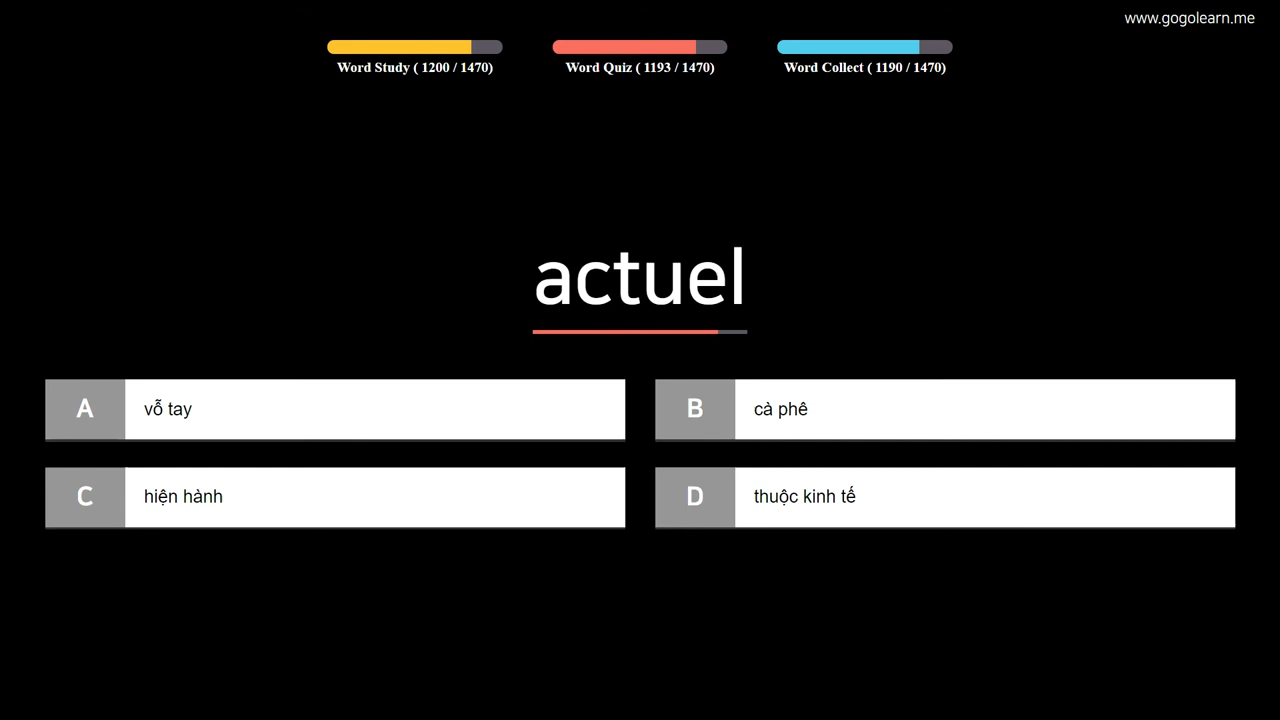 www.gogolearn.me
Word Study ( 1200 / 1470)
Word Quiz ( 1193 / 1470)
Word Collect ( 1190 / 1470)
actuel
A vỗ tay
B cà phê
C hiện hành
D thuộc kinh tế